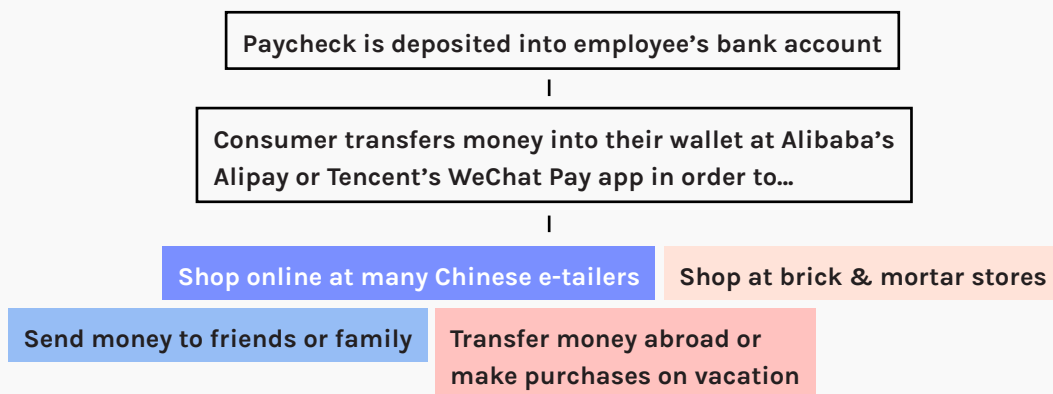 Paycheck is deposited into employee’s bank account
Consumer transfers money into their wallet at Alibaba’s
Alipay or Tencent’s WeChat Pay app in order to…
Shop online at many Chinese e-tailers
Shop at brick & mortar stores
Send money to friends or family
Transfer money abroad or
make purchases on vacation